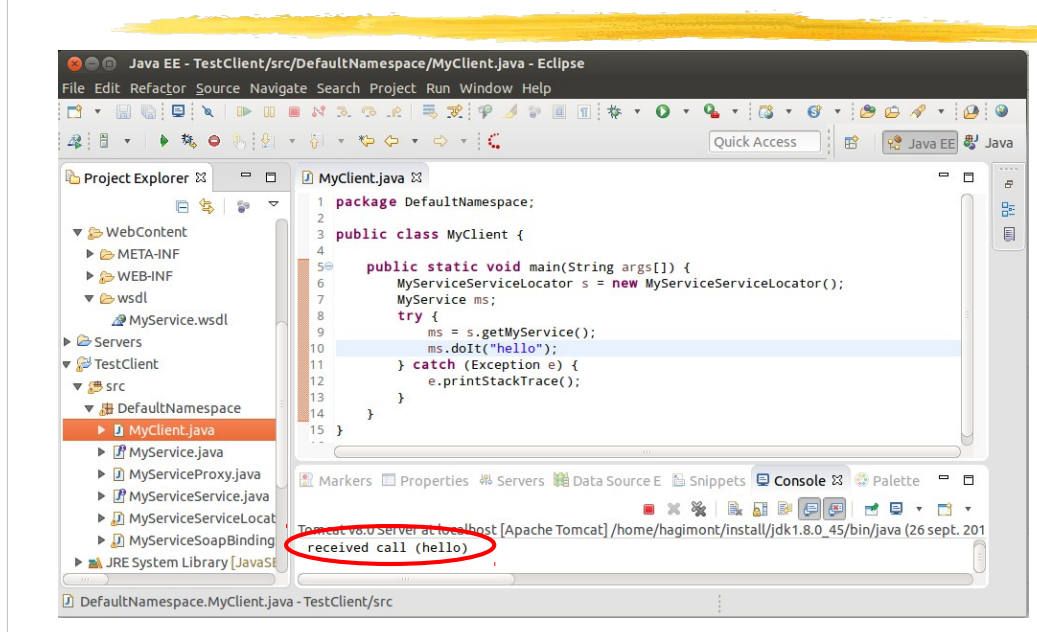 Java EE - TestClient/src/DefaultNamespace/MyClient.java - Eclipse
File Edit Refactor Source Navigate Search Project Run Window Help
Quick Access
Java EE
Java
Project Explorer
WebContent
META-INF
WEB-INF
wsdl
MyService.wsdl
Servers
TestClient
src
DefaultNamespace
MyClient.java
MyService.java
MyServiceProxy.java
MyServiceService.java
MyServiceServiceLocat
MyServiceSoapBinding
JRE System Library [JavaSE
MyClient.java
1 package DefaultNamespace;
2
3 public class MyClient {
4
5 public static void main(String args[]) {
6 MyServiceServiceLocator s = new MyServiceServiceLocator();
7 MyService ms;
8 try {
9 ms = s.getMyService();
10 ms.doIt("hello");
11 } catch (Exception e) {
12 e.printStackTrace();
13 }
14 }
15 }
Markers Properties Servers Data Source E Snippets Console Palette
Tomcat v8.0 Server at localhost [Apache Tomcat] /home/hagimont/install/jdk1.8.0_45/bin/java (26 sept. 201
received call (hello)
DefaultNamespace.MyClient.java - TestClient/src